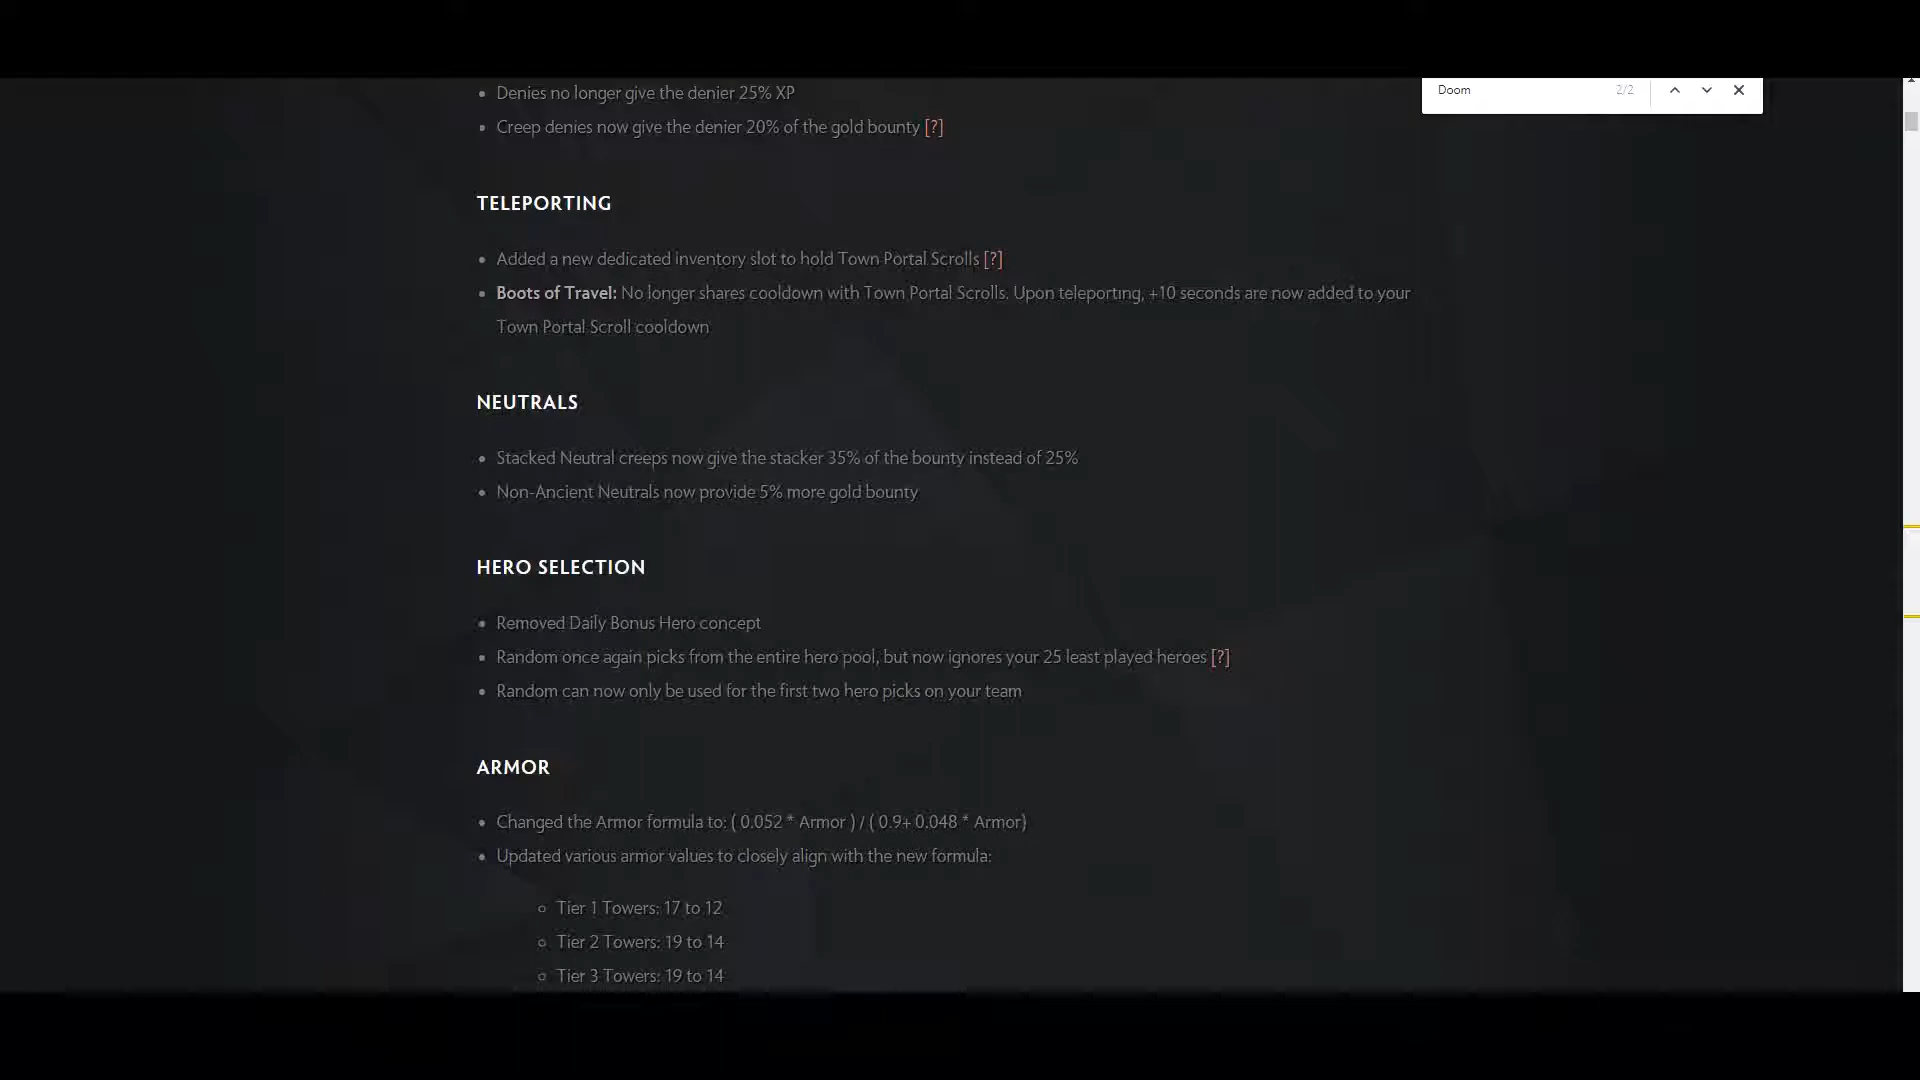 Denies no longer give the denier 25% XP
Doom 2/2
Creep denies now give the denier 20% of the gold bounty [?]
TELEPORTING
Added a new dedicated inventory slot to hold Town Portal Scrolls [?]
Boots of Travel: No longer shares cooldown with Town Portal Scrolls. Upon teleporting, +10 seconds are now added to your
Town Portal Scroll cooldown
NEUTRALS
Stacked Neutral creeps now give the stacker 35% of the bounty instead of 25%
Non-Ancient Neutrals now provide 5% more gold bounty
HERO SELECTION
Removed Daily Bonus Hero concept
Random once again picks from the entire hero pool, but now ignores your 25 least played heroes [?]
Random can now only be used for the first two hero picks on your team
ARMOR
Changed the Armor formula to: ( 0.052 * Armor ) / ( 0.9+ 0.048 * Armor)
Updated various armor values to closely align with the new formula:
Tier 1 Towers: 17 to 12
Tier 2 Towers: 19 to 14
Tier 3 Towers: 19 to 14